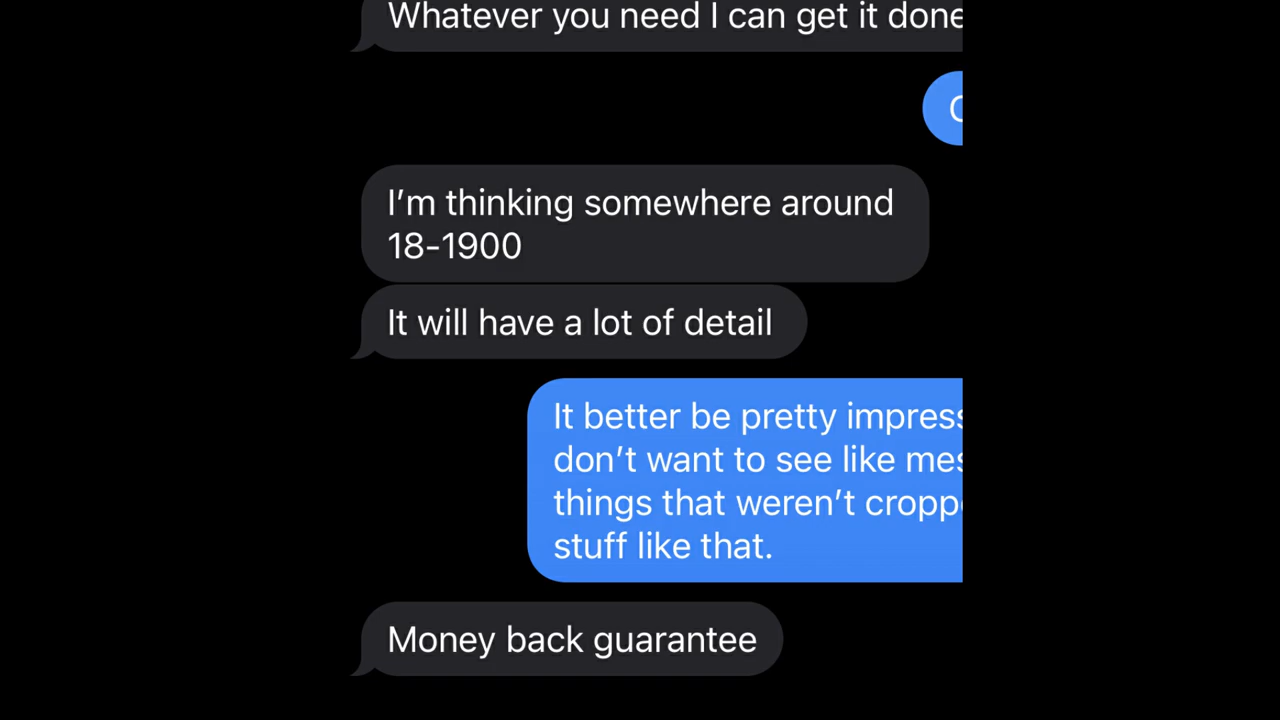 Whatever you need I can get it done
I'm thinking somewhere around
18-1900
It will have a lot of detail
It better be pretty
don't want to see like
things that weren't
stuff like that.
Money back guarantee